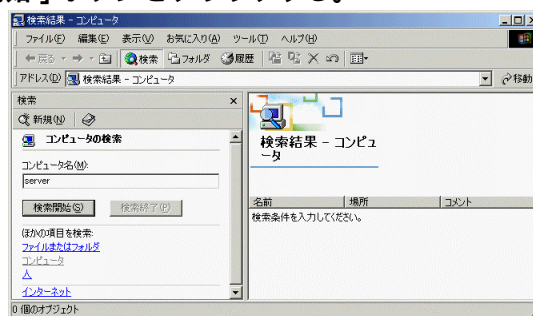 検索結果 - コンピュータ
ファイル(F) 編集(E) 表示(V) お気に入り(A) ツール(T) ヘルプ(H)
戻る 検索 フォルダ 履歴
アドレス(D) 検索結果 - コンピュータ 移動
検索
新規(N)
コンピュータの検索
コンピュータ名(M):
server
検索開始(S) 検索終了(P)
ほかの項目を検索:
ファイルまたはフォルダ
コンピュータ
人
インターネット
検索結果 - コンピュ
ータ
名前 場所 コメント
検索条件を入力してください。
0 個のオブジェクト